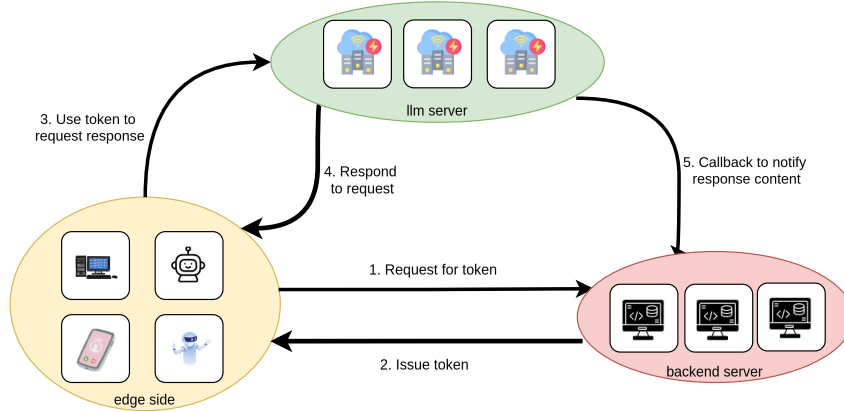 llm server
3. Use token to
request response
4. Respond
to request
5. Callback to notify
response content
1. Request for token
2. Issue token
edge side
backend server